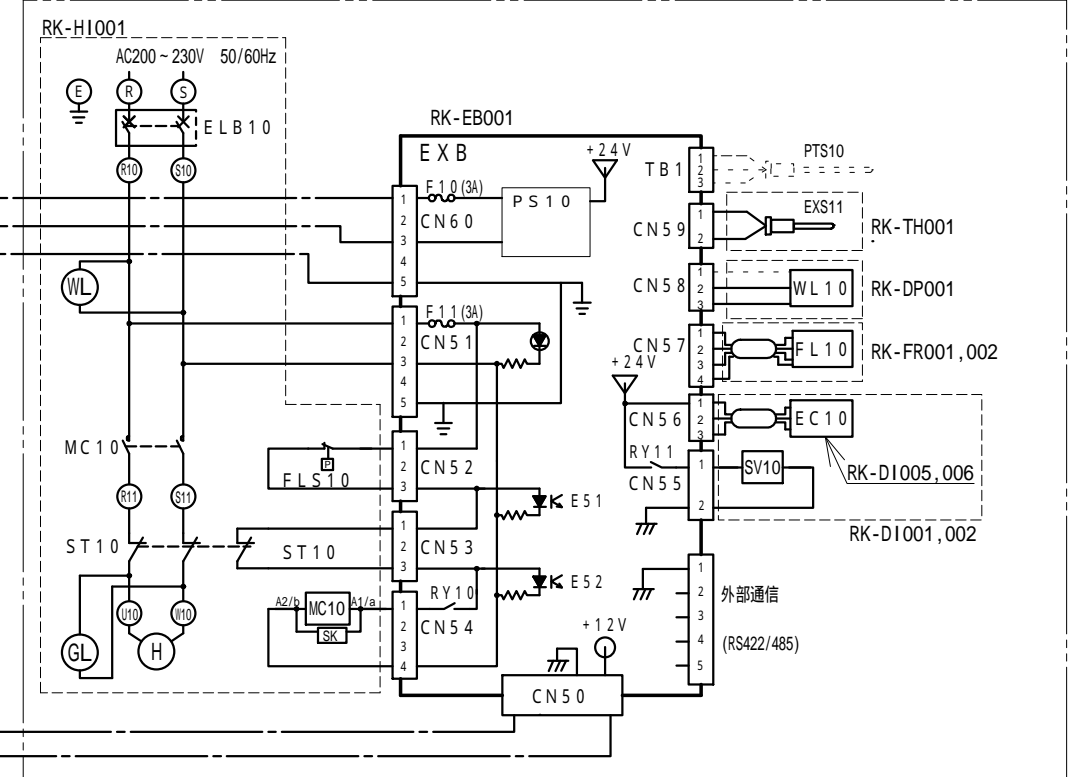 RK-HI001
AC200～230V 50/60Hz
E
R
S
ELB10
R10
S10
WL
MC10
R11
S11
ST10
ST10
U10
W10
GL
H
FLS10
P
A2/b
MC10
A1/a
SK
RK-EB001
EXB
+24V
F10(3A)
PS10
1
2
3
4
5
CN60
F11(3A)
1
2
3
4
5
CN51
1
2
3
CN52
E51
1
2
3
CN53
E52
RY10
1
2
3
4
CN54
+12V
CN50
TB1
1
2
3
PTS10
CN59
1
2
EXS11
RK-TH001
CN58
1
2
3
WL10
RK-DP001
CN57
1
2
3
4
FL10
RK-FR001,002
+24V
CN56
1
2
3
EC10
RY11
CN55
1
2
SV10
RK-DI005,006
RK-DI001,002
1
2
3
4
5
外部通信
(RS422/485)